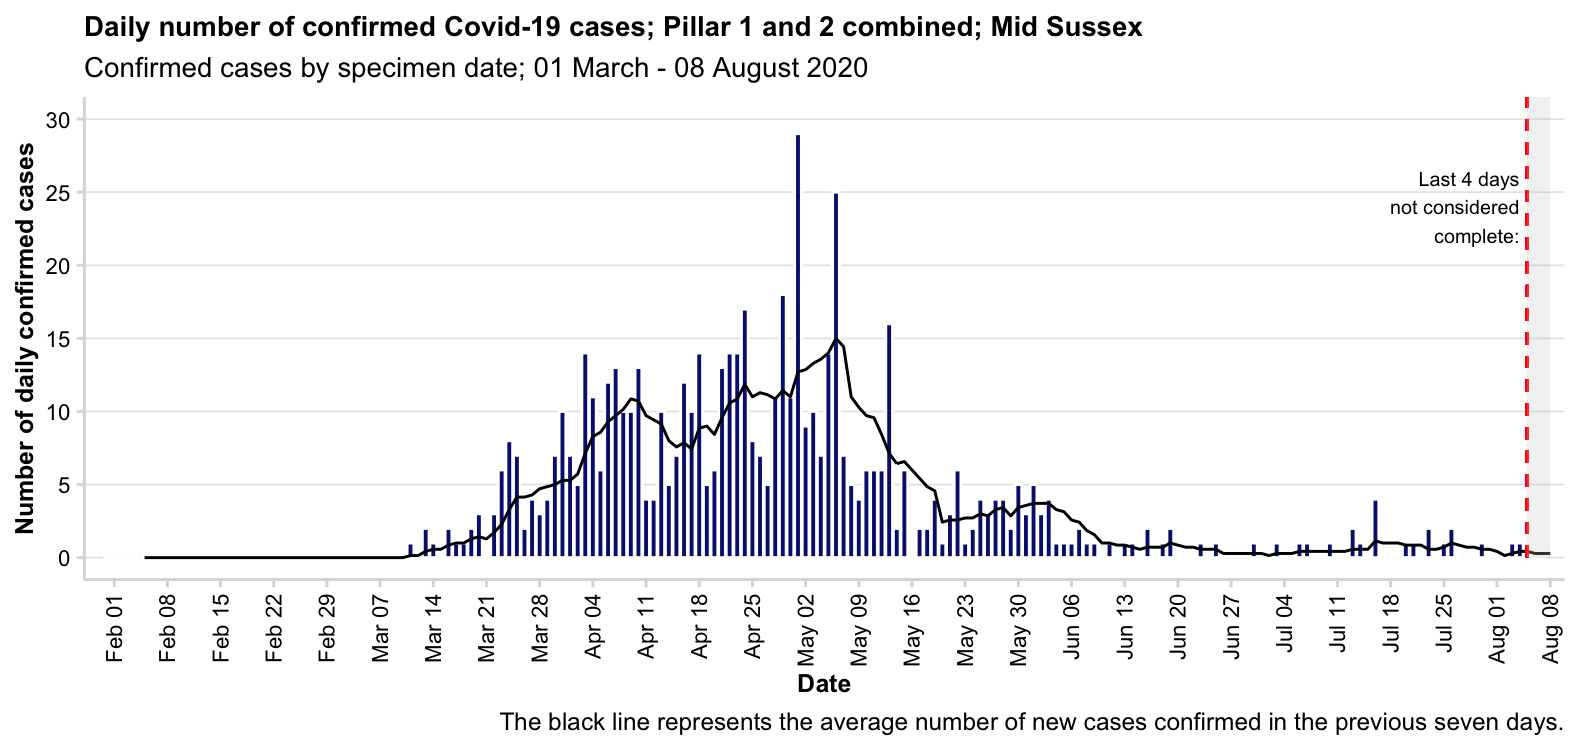 Daily number of confirmed Covid-19 cases; Pillar 1 and 2 combined; Mid Sussex
Confirmed cases by specimen date; 01 March - 08 August 2020
Number of daily confirmed cases
30
25
20
15
10
5
0
Last 4 days
not considered
complete:
Feb 01
Feb 08
Feb 15
Feb 22
Feb 29
Mar 07
Mar 14
Mar 21
Mar 28
Apr 04
Apr 11
Apr 18
Apr 25
May 02
May 09
May 16
May 23
May 30
Jun 06
Jun 13
Jun 20
Jun 27
Jul 04
Jul 11
Jul 18
Jul 25
Aug 01
Aug 08
Date
The black line represents the average number of new cases confirmed in the previous seven days.